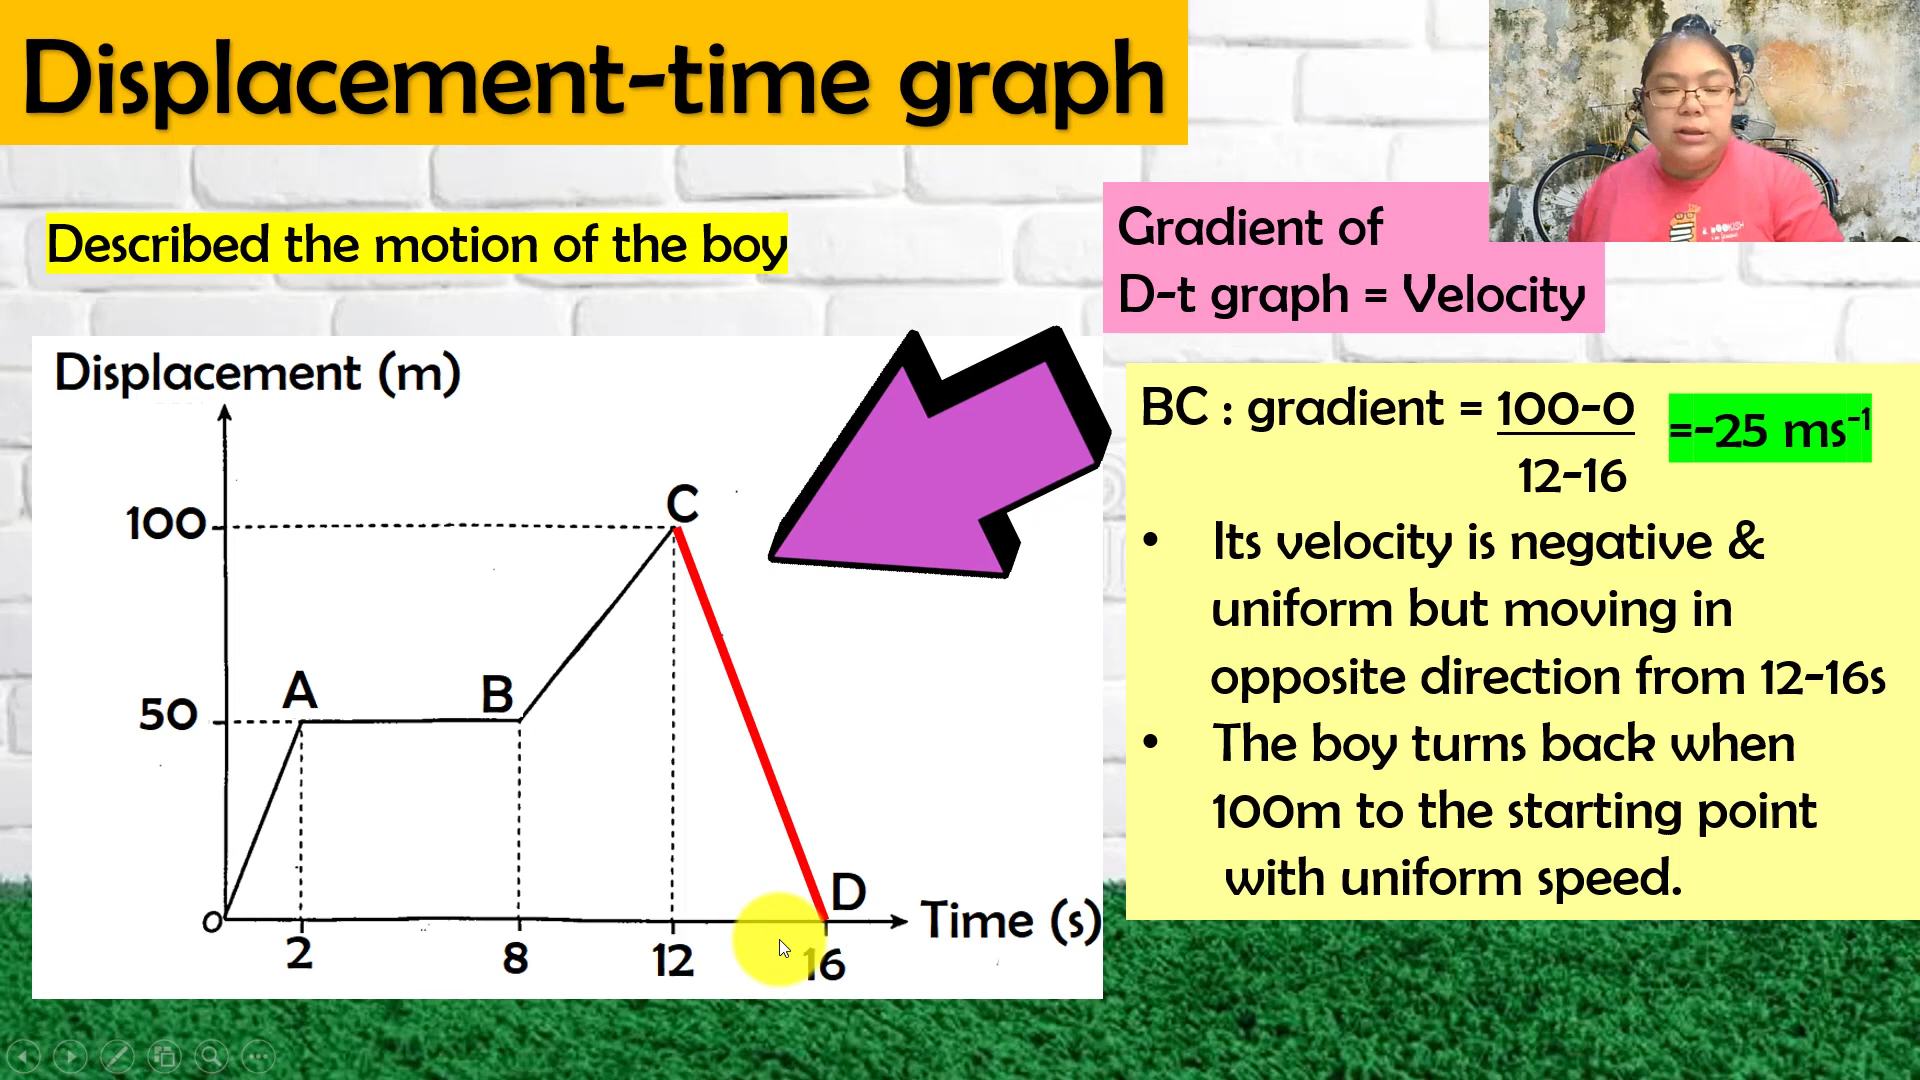 Displacement-time graph
Described the motion of the boy
Gradient of
D-t graph = Velocity
Displacement (m)
100
50
0
A
B
C
D
2
8
12
16
Time (s)
BC : gradient = 100-0
12-16
=-25 ms⁻¹
• Its velocity is negative &
uniform but moving in
opposite direction from 12-16s
• The boy turns back when
100m to the starting point
with uniform speed.